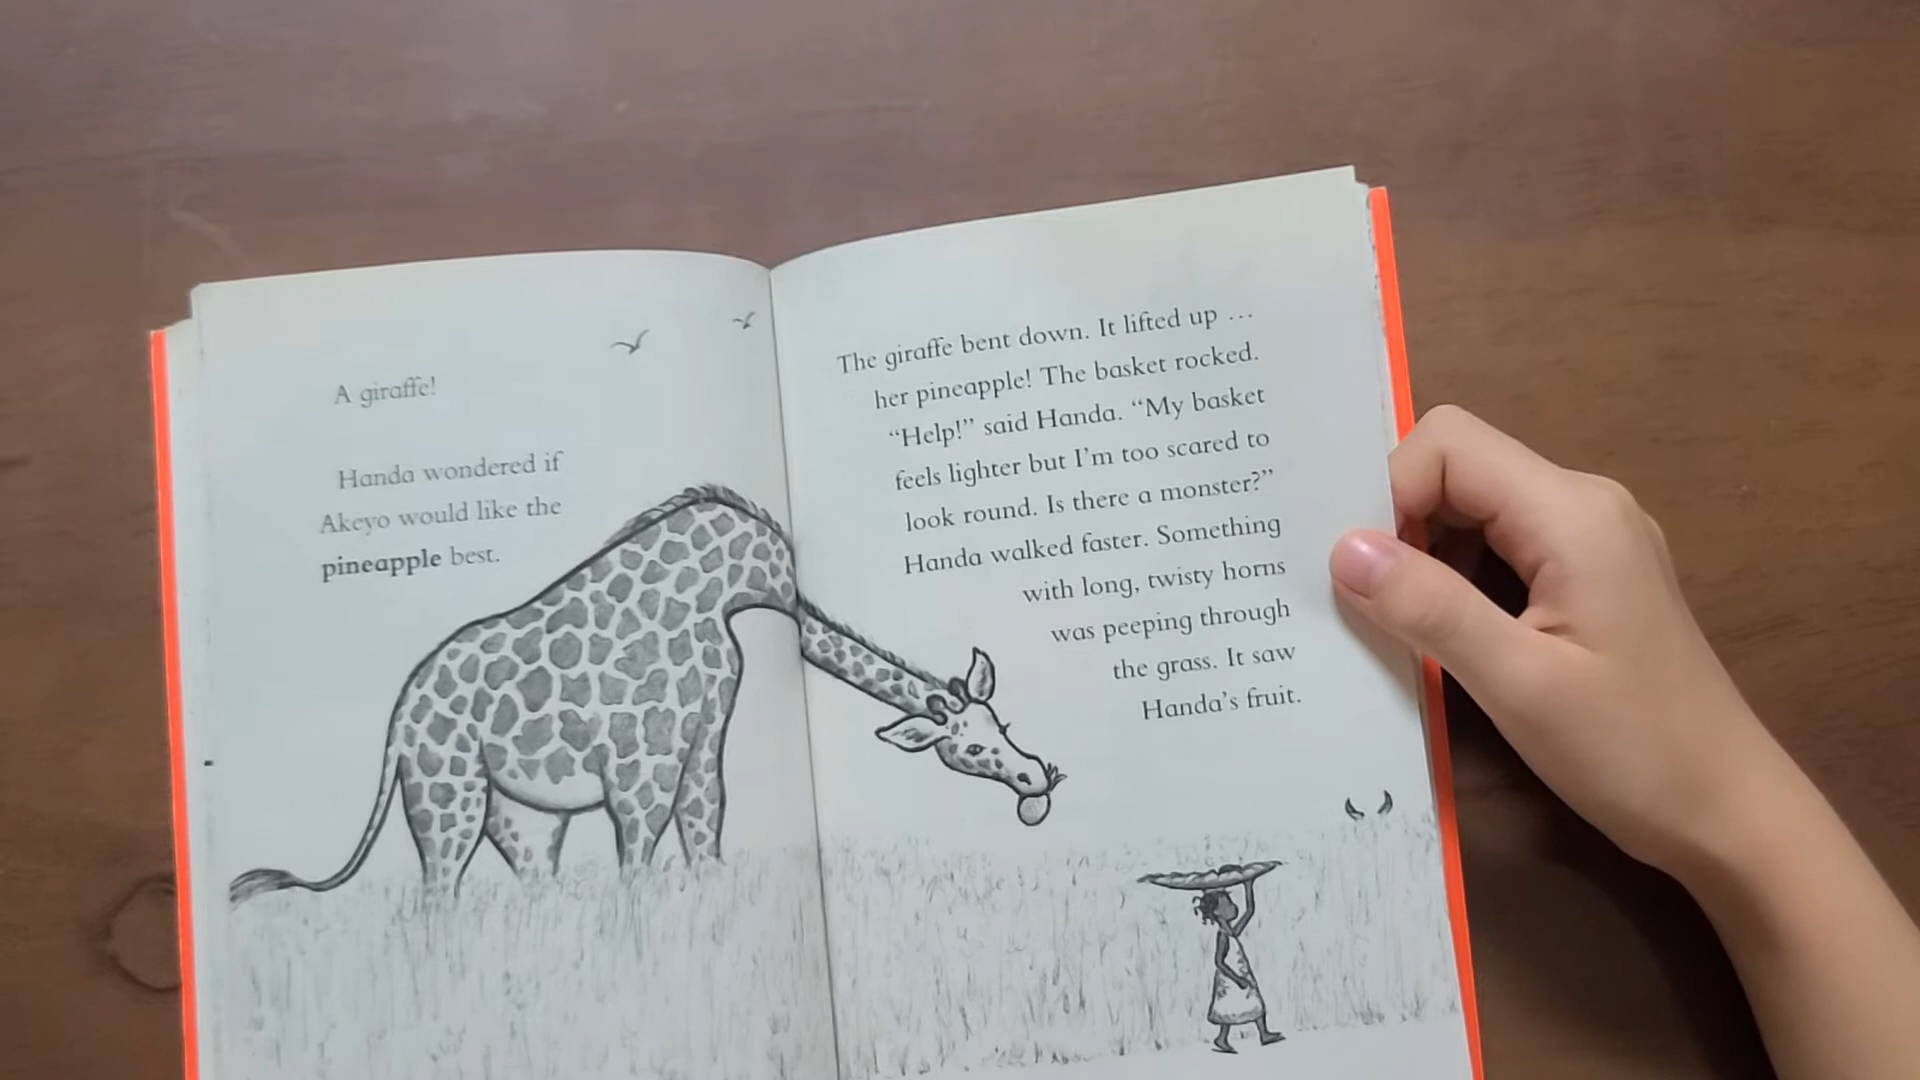 A giraffe!
Handa wondered if
Akeyo would like the
pineapple best.
The giraffe bent down. It lifted up …
her pineapple! The basket rocked.
“Help!” said Handa. “My basket
feels lighter but I’m too scared to
look round. Is there a monster?”
Handa walked faster. Something
with long, twisty horns
was peeping through
the grass. It saw
Handa’s fruit.